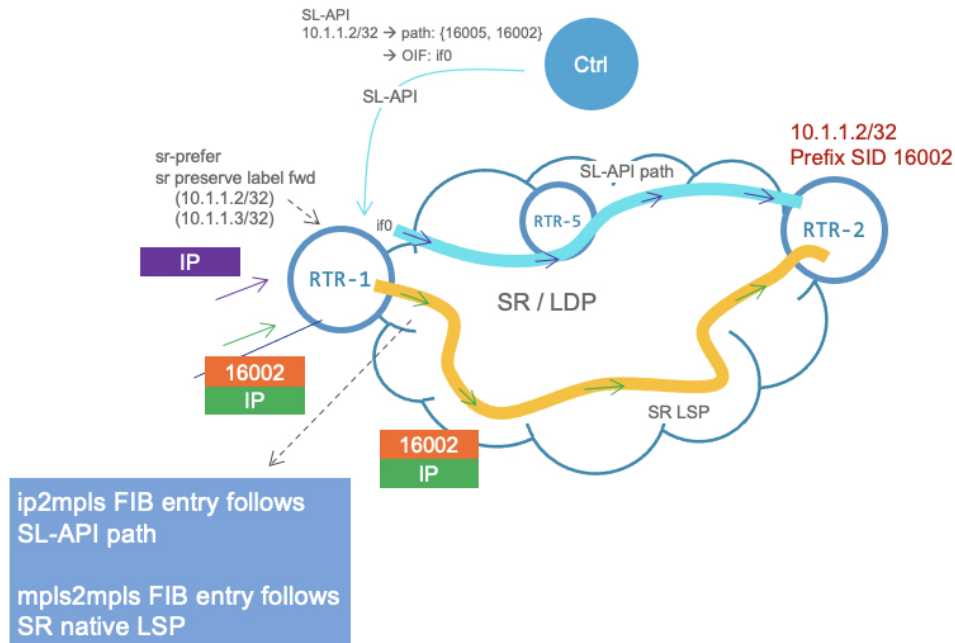 SL-API
10.1.1.2/32 → path: {16005, 16002}
→ OIF: if0
Ctrl
SL-API
10.1.1.2/32
Prefix SID 16002
sr-prefer
sr preserve label fwd
(10.1.1.2/32)
(10.1.1.3/32)
SL-API path
if0
RTR-5
RTR-2
IP
RTR-1
SR / LDP
16002
IP
SR LSP
16002
IP
ip2mpls FIB entry follows
SL-API path
mpls2mpls FIB entry follows
SR native LSP